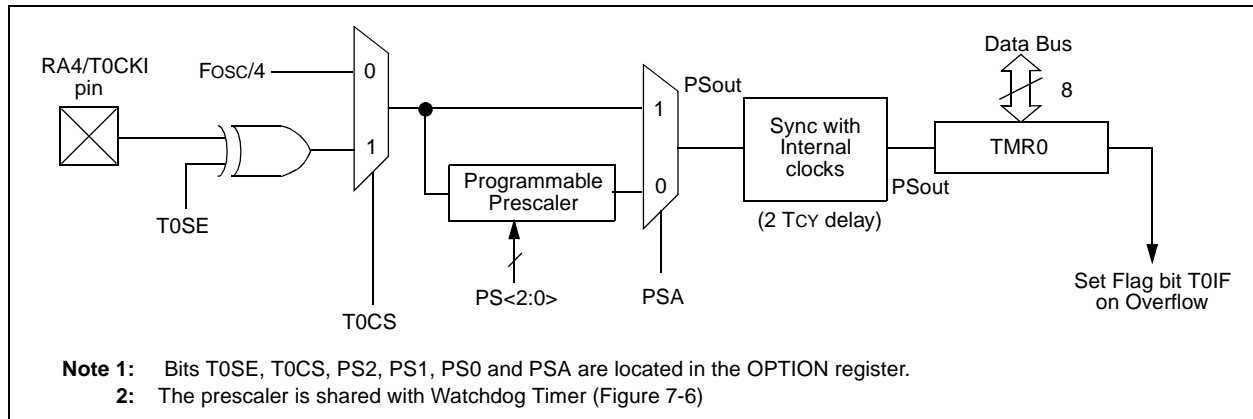 RA4/T0CKI
pin
FOSC/4
T0SE
0
1
T0CS
Programmable
Prescaler
PS<2:0>
1
0
PSA
PSout
Sync with
Internal
clocks
(2 TCY delay)
PSout
Data Bus
8
TMR0
Set Flag bit T0IF
on Overflow
Note 1: Bits T0SE, T0CS, PS2, PS1, PS0 and PSA are located in the OPTION register.
2: The prescaler is shared with Watchdog Timer (Figure 7-6)